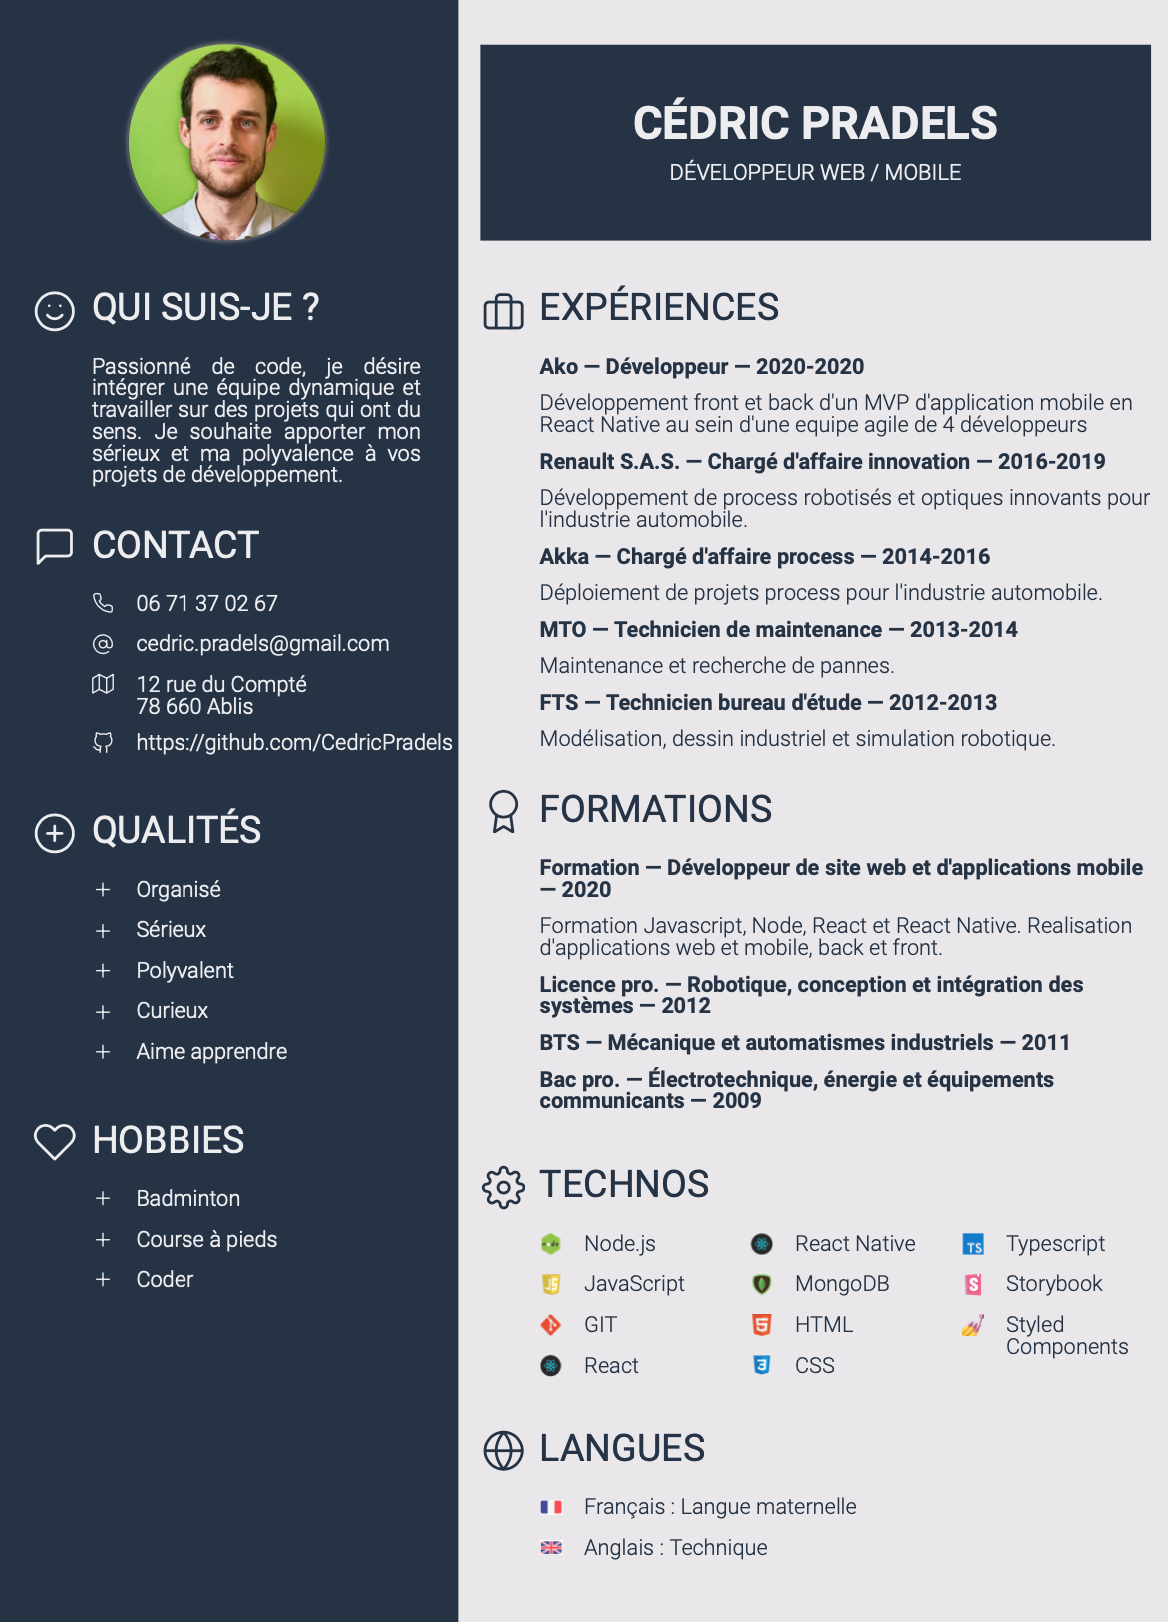 CÉDRIC PRADELS
DÉVELOPPEUR WEB / MOBILE
QUI SUIS-JE ?
Passionné de code, je désire
intégrer une équipe dynamique et
travailler sur des projets qui ont du
sens. Je souhaite apporter mon
sérieux et ma polyvalence à vos
projets de développement.
CONTACT
06 71 37 02 67
cedric.pradels@gmail.com
12 rue du Compté
78 660 Ablis
https://github.com/CedricPradels
QUALITÉS
Organisé
Sérieux
Polyvalent
Curieux
Aime apprendre
HOBBIES
Badminton
Course à pieds
Coder
EXPÉRIENCES
Ako — Développeur — 2020-2020
Développement front et back d'un MVP d'application mobile en
React Native au sein d'une equipe agile de 4 développeurs
Renault S.A.S. — Chargé d'affaire innovation — 2016-2019
Développement de process robotisés et optiques innovants pour
l'industrie automobile.
Akka — Chargé d'affaire process — 2014-2016
Déploiement de projets process pour l'industrie automobile.
MTO — Technicien de maintenance — 2013-2014
Maintenance et recherche de pannes.
FTS — Technicien bureau d'étude — 2012-2013
Modélisation, dessin industriel et simulation robotique.
FORMATIONS
Formation — Développeur de site web et d'applications mobile
— 2020
Formation Javascript, Node, React et React Native. Realisation
d'applications web et mobile, back et front.
Licence pro. — Robotique, conception et intégration des
systèmes — 2012
BTS — Mécanique et automatismes industriels — 2011
Bac pro. — Électrotechnique, énergie et équipements
communicants — 2009
TECHNOS
Node.js
JavaScript
GIT
React
React Native
MongoDB
HTML
CSS
Typescript
Storybook
Styled
Components
LANGUES
Français : Langue maternelle
Anglais : Technique